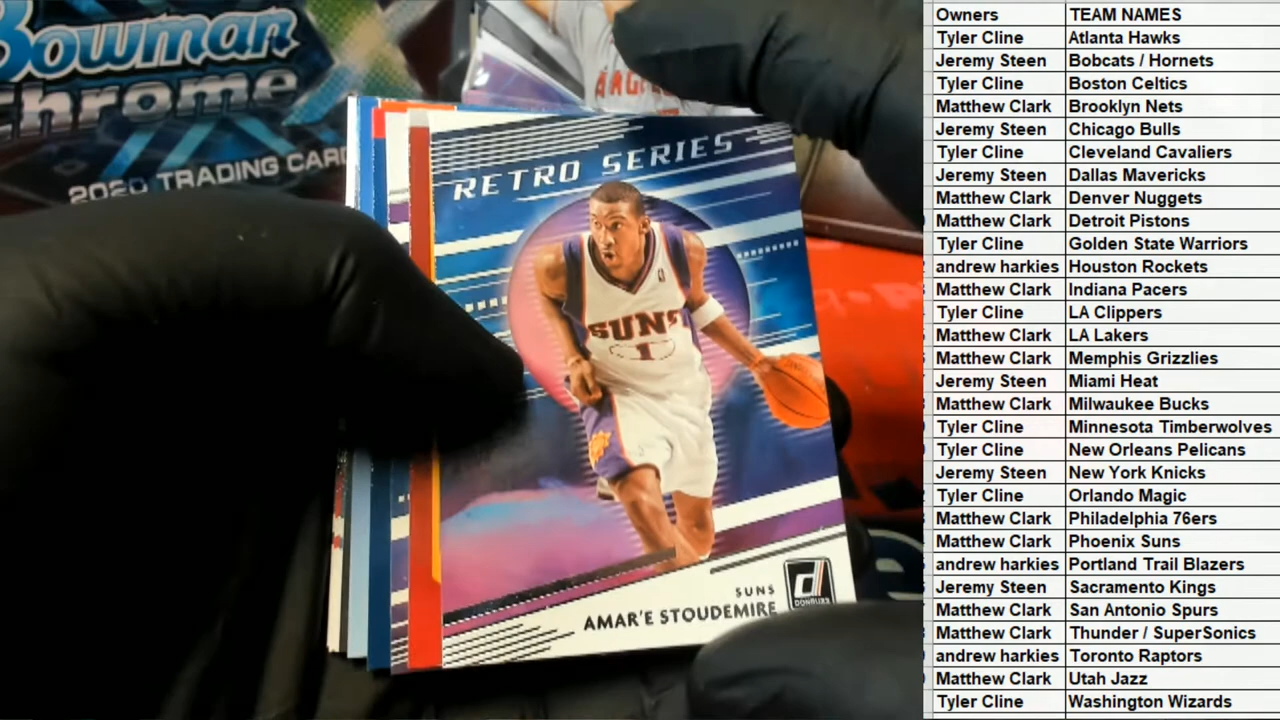 Bowman
Chrome
2020 TRADING CARD
RETRO SERIES
SUNS
1
SUNS
AMAR'E STOUDEMIRE
DONRUSS
Owners TEAM NAMES
Tyler Cline Atlanta Hawks
Jeremy Steen Bobcats / Hornets
Tyler Cline Boston Celtics
Matthew Clark Brooklyn Nets
Jeremy Steen Chicago Bulls
Tyler Cline Cleveland Cavaliers
Jeremy Steen Dallas Mavericks
Matthew Clark Denver Nuggets
Matthew Clark Detroit Pistons
Tyler Cline Golden State Warriors
andrew harkies Houston Rockets
Matthew Clark Indiana Pacers
Tyler Cline LA Clippers
Matthew Clark LA Lakers
Matthew Clark Memphis Grizzlies
Jeremy Steen Miami Heat
Matthew Clark Milwaukee Bucks
Tyler Cline Minnesota Timberwolves
Tyler Cline New Orleans Pelicans
Jeremy Steen New York Knicks
Tyler Cline Orlando Magic
Matthew Clark Philadelphia 76ers
Matthew Clark Phoenix Suns
andrew harkies Portland Trail Blazers
Jeremy Steen Sacramento Kings
Matthew Clark San Antonio Spurs
Matthew Clark Thunder / SuperSonics
andrew harkies Toronto Raptors
Matthew Clark Utah Jazz
Tyler Cline Washington Wizards